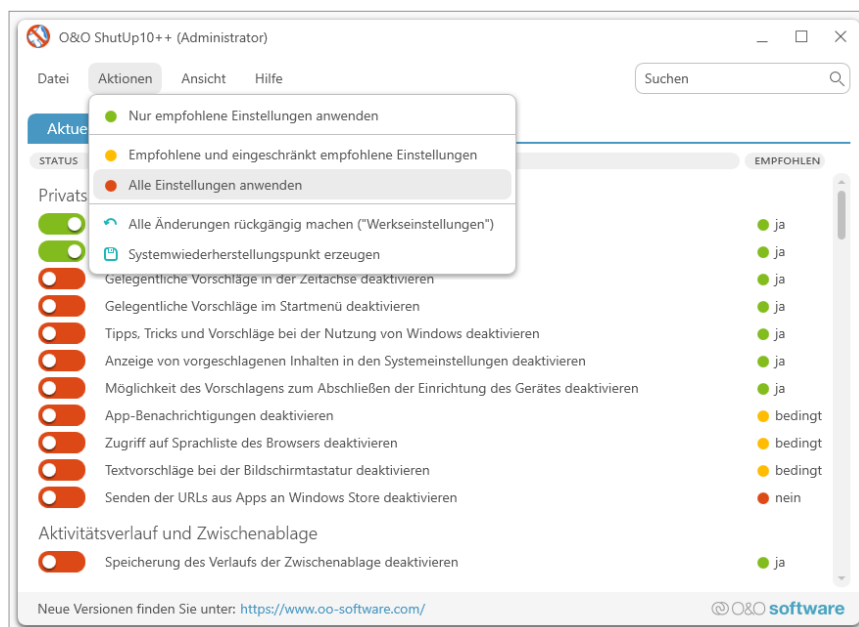 O&O ShutUp10++ (Administrator)
Datei Aktionen Ansicht Hilfe
Suchen
Nur empfohlene Einstellungen anwenden
Empfohlene und eingeschränkt empfohlene Einstellungen
Alle Einstellungen anwenden
Alle Änderungen rückgängig machen ("Werkseinstellungen")
Systemwiederherstellungspunkt erzeugen
Aktue
STATUS EMPFOHLEN
Privats
ja
ja
Gelegentliche Vorschläge in der Zeitachse deaktivieren ja
Gelegentliche Vorschläge im Startmenü deaktivieren ja
Tipps, Tricks und Vorschläge bei der Nutzung von Windows deaktivieren ja
Anzeige von vorgeschlagenen Inhalten in den Systemeinstellungen deaktivieren ja
Möglichkeit des Vorschlagens zum Abschließen der Einrichtung des Gerätes deaktivieren ja
App-Benachrichtigungen deaktivieren bedingt
Zugriff auf Sprachliste des Browsers deaktivieren bedingt
Textvorschläge bei der Bildschirmtastatur deaktivieren bedingt
Senden der URLs aus Apps an Windows Store deaktivieren nein
Aktivitätsverlauf und Zwischenablage
Speicherung des Verlaufs der Zwischenablage deaktivieren ja
Neue Versionen finden Sie unter: https://www.oo-software.com/ O&O software